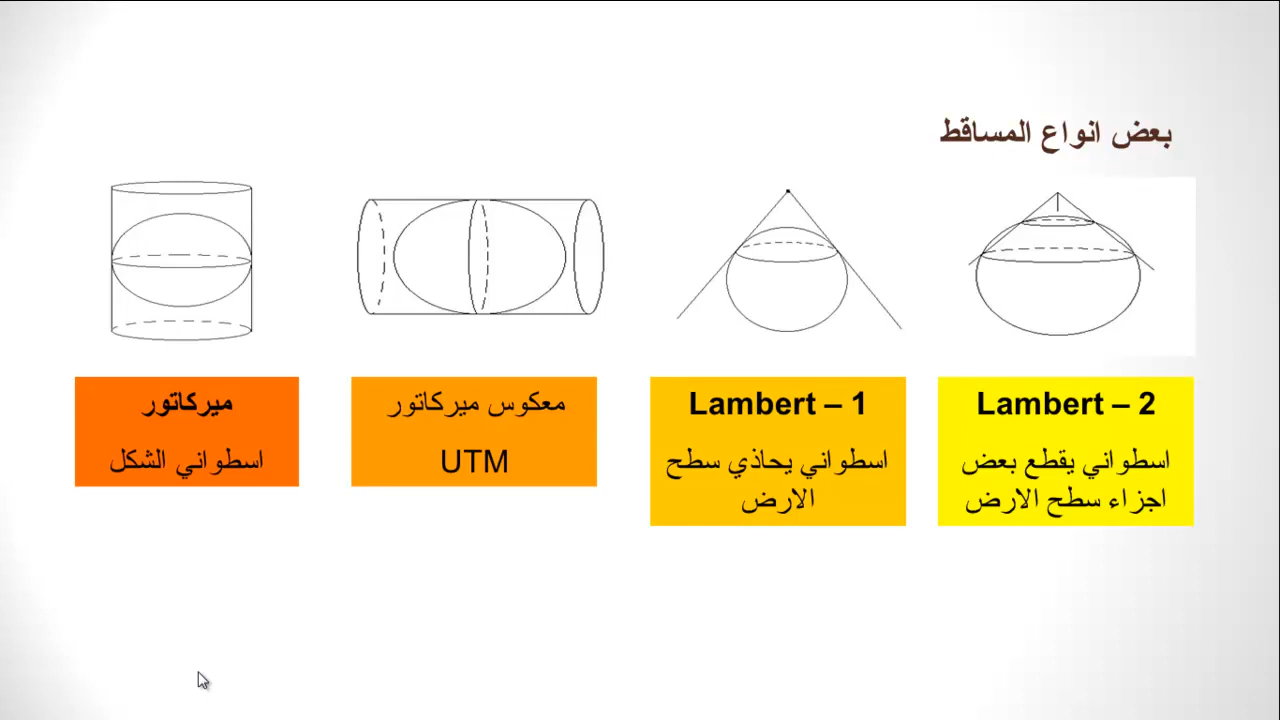 بعض انواع المساقط
Lambert – 2
اسطواني يقطع بعض
اجزاء سطح الارض
Lambert – 1
اسطواني يحاذي سطح
الارض
معكوس ميركاتور
UTM
ميركاتور
اسطواني الشكل